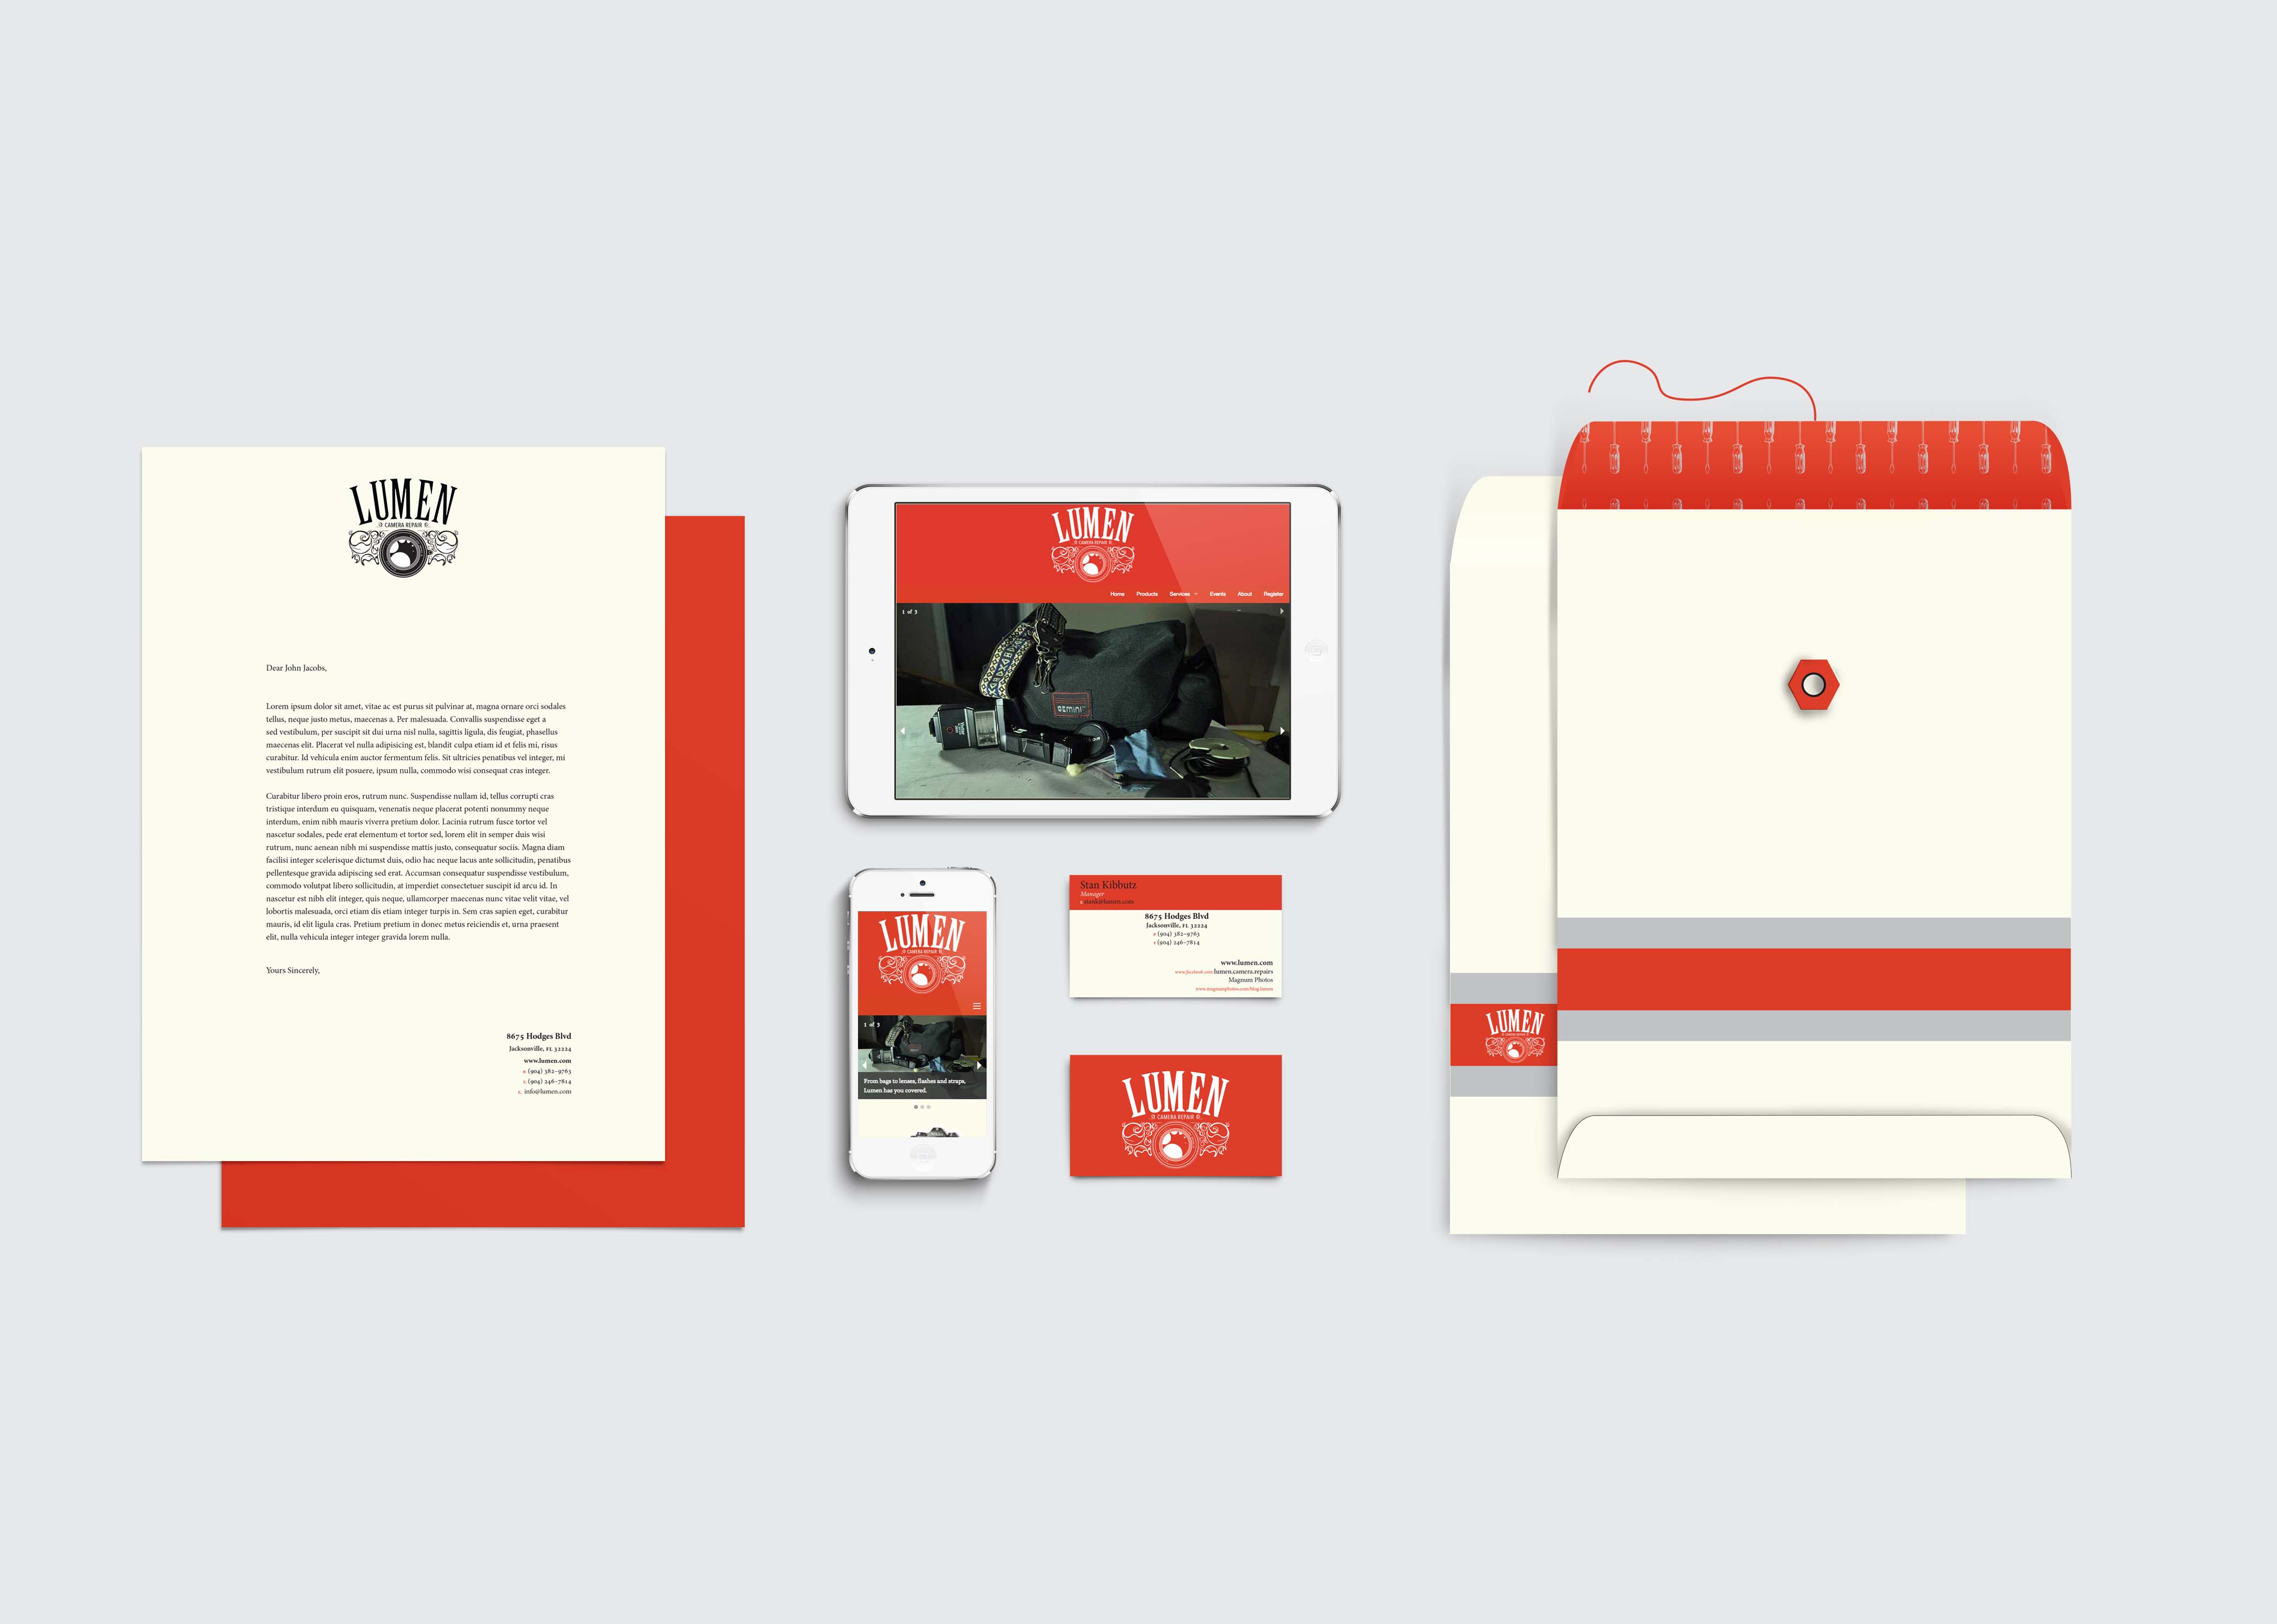 LUMEN
CAMERA REPAIR
Dear John Jacobs,
Lorem ipsum dolor sit amet, vitae ac est purus sit pulvinar at, magna ornare orci sodales
tellus, neque justo metus, maecenas a. Per malesuada. Convallis suspendisse eget a
sed vestibulum, per suscipit sit dui urna nisl nulla, sagittis ligula, dis feugiat, phasellus
maecenas elit. Placerat vel nulla adipisicing est, blandit culpa etiam id et felis mi, risus
curabitur. Id vehicula enim auctor fermentum felis. Sit ultricies penatibus vel integer, mi
vestibulum rutrum elit posuere, ipsum nulla, commodo wisi consequat cras integer.
Curabitur libero proin eros, rutrum nunc. Suspendisse nullam id, tellus corrupti cras
tristique interdum eu quisquam, venenatis neque placerat potenti nonummy neque
interdum, enim nibh mauris viverra pretium dolor. Lacinia rutrum fusce tortor vel
nascetur sodales, pede erat elementum et tortor sed, lorem elit in semper duis wisi
rutrum, nunc aenean nibh mi suspendisse mattis justo, consequatur sociis. Magna diam
facilisi integer scelerisque dictumst duis, odio hac neque lacus ante sollicitudin, penatibus
pellentesque gravida adipiscing sed erat. Accumsan consequatur suspendisse vestibulum,
commodo volutpat libero sollicitudin, at imperdiet consectetuer suscipit id arcu id. In
nascetur est nibh elit integer, quis neque, ullamcorper maecenas nunc vitae velit vitae, vel
lobortis malesuada, orci etiam dis etiam integer turpis in. Sem cras sapien eget, curabitur
mauris, id elit ligula cras. Pretium pretium in donec metus reiciendis et, urna praesent
elit, nulla vehicula integer integer gravida lorem nulla.
Yours Sincerely,
8675 Hodges Blvd
Jacksonville, FL 32224
www.lumen.com
(904) 382-9763
(904) 246-7814
info@lumen.com
LUMEN
CAMERA REPAIR
Home Products Services Events About Register
1 of 3
GEMINI
LUMEN
CAMERA REPAIR
1 of 3
From bags to lenses, flashes and straps,
Lumen has you covered.
Stan Kibbutz
Manager
stank@lumen.com
8675 Hodges Blvd
Jacksonville, FL 32224
(904) 382-9763
(904) 246-7814
www.lumen.com
www.facebook.com/lumen.camera.repairs
Magnum Photos
www.magnumphotos.com/blog.lumen
LUMEN
CAMERA REPAIR
LUMEN
CAMERA REPAIR